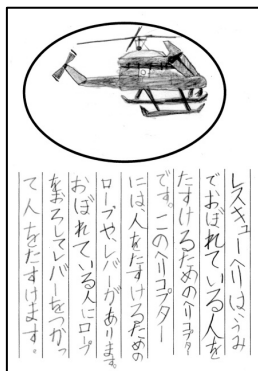 レスキューヘリは、うみ
でおぼれている人を
たすけるためのヘリコプター
です。このヘリコプター
には人をたすけるための
ロープや、レバーがあります。
おぼれている人にロープ
をおろしてレバーをつかっ
て人をたすけます。